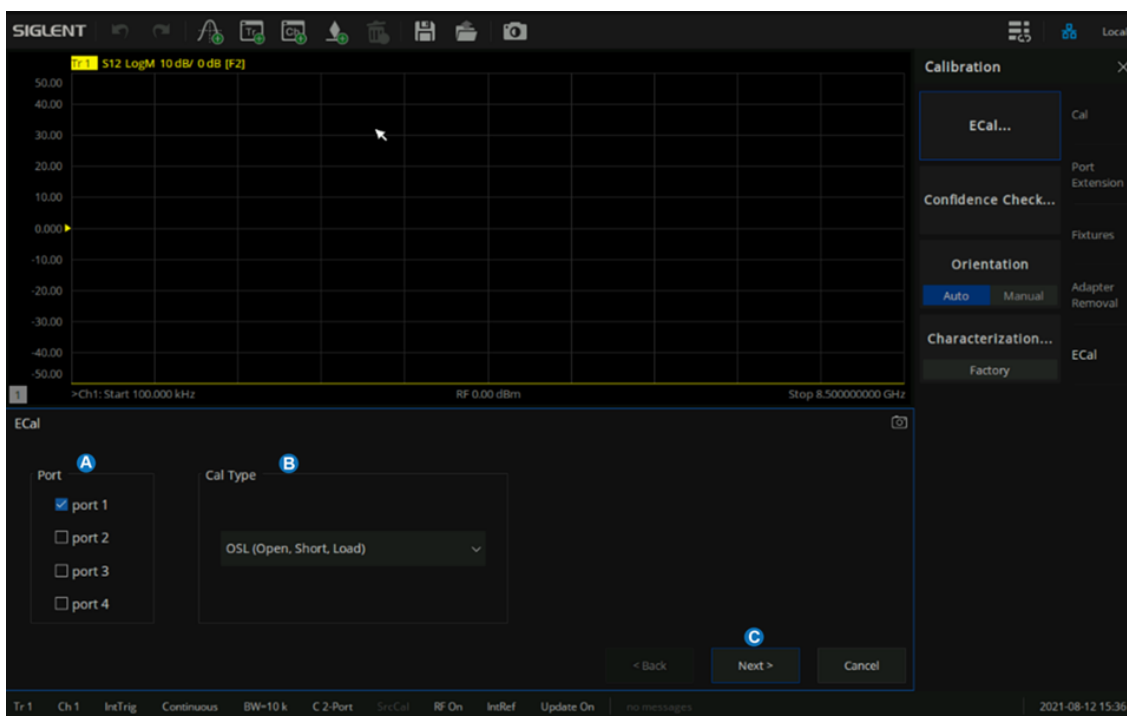 SIGLENT
Tr
Ch
Local
Tr 1 S12 LogM 10 dB/ 0 dB [F2]
50.00
40.00
30.00
20.00
10.00
0.000
-10.00
-20.00
-30.00
-40.00
-50.00
1
>Ch1: Start 100.000 kHz RF 0.00 dBm Stop 8.500000000 GHz
Calibration
ECal...
Confidence Check...
Orientation
Auto Manual
Characterization...
Factory
Cal
Port
Extension
Fixtures
Adapter
Removal
ECal
ECal
A
B
Port
Cal Type
port 1
port 2
port 3
port 4
OSL (Open, Short, Load)
C
< Back Next > Cancel
Tr 1 Ch 1 IntTrig Continuous BW=10 k C 2-Port SrcCal RF On IntRef Update On no messages 2021-08-12 15:36